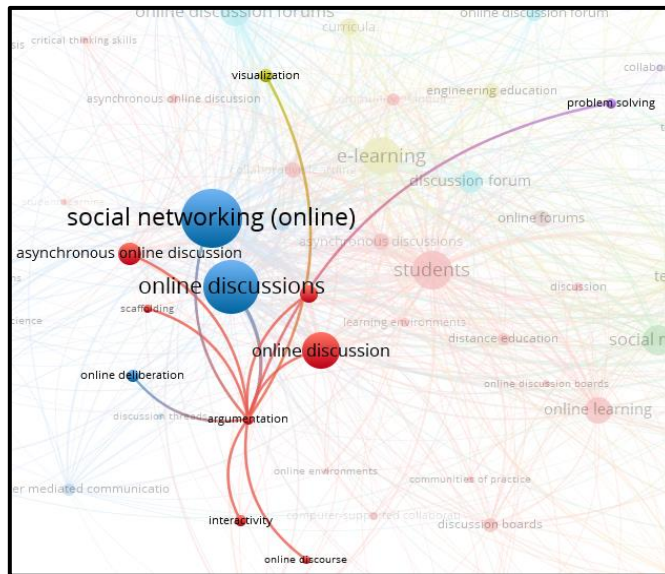 online discussion forums
online discussion forum
curricula
critical thinking skills
visualization
collabo
asynchronous online discussion
engineering education
problem solving
e-learning
discussion forum
social networking (online)
online forums
asynchronous discussions
asynchronous online discussion
students
online discussions
discussion
scaffolding
learning environments
distance education
social n
online discussion
science
online deliberation
online discussion boards
discussion threads
argumentation
online learning
online environments
communities of practice
er mediated communicatio
interactivity
computer-supported collaborati
discussion boards
online discourse